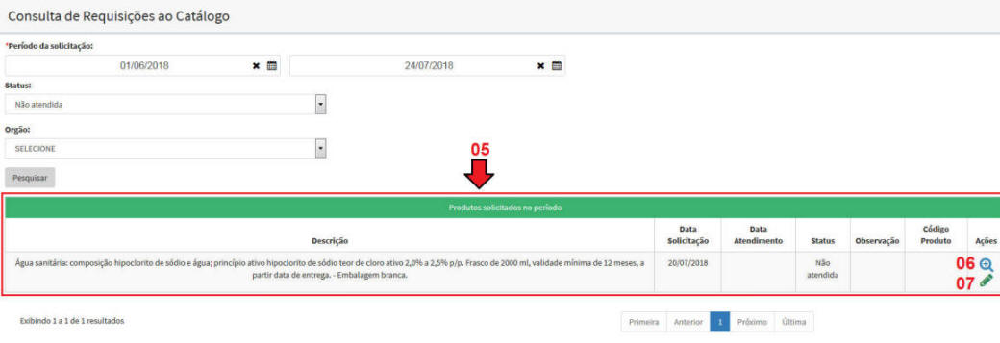 Consulta de Requisições ao Catálogo
*Período da solicitação:
01/06/2018 24/07/2018
Status:
Não atendida
Orgão:
SELECIONE
05
Pesquisar
Produtos solicitados no período
Descrição Data Solicitação Data Atendimento Status Observação Código Produto Ações
Água sanitária: composição hipoclorito de sódio e água; princípio ativo hipoclorito de sódio teor de cloro ativo 2,0% a 2,5% p/p. Frasco de 2000 ml, validade mínima de 12 meses, a
partir data de entrega. - Embalagem branca.
20/07/2018
Não
atendida
06
07
Exibindo 1 a 1 de 1 resultados
Primeira Anterior 1 Próximo Última